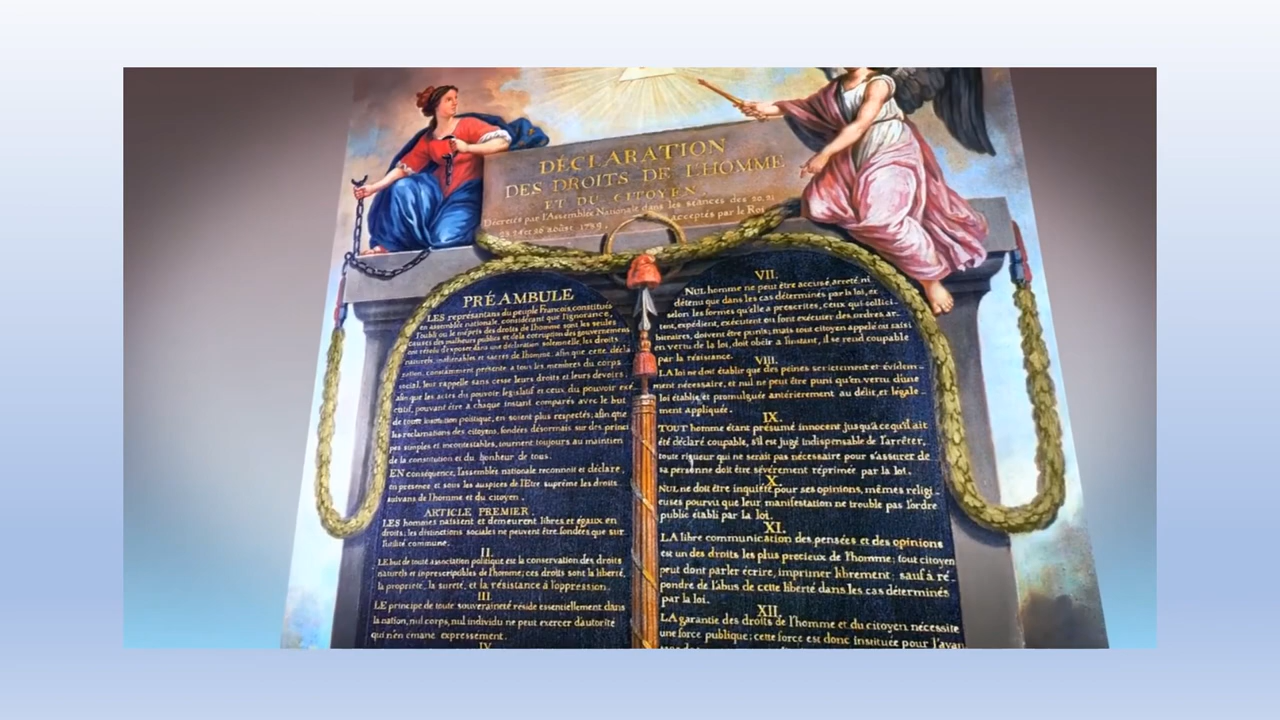 DÉCLARATION
DES DROITS DE L'HOMME
ET DU CITOYEN.
Décretés par l'Assemblée Nationale dans les séances des 20. 21
23. 24 et 26 août 1789, acceptés par le Roi
PRÉAMBULE
LES représentans du peuple Francois, constitués
en assemblée nationale, considérant que l'ignorance,
l'oubli ou le mépris des droits de l'homme sont les seules
causes des malheurs publics et de la corruption des gouvernemens
ont résolu d'exposer dans une déclaration solemnelle, les droits
naturels, inaliénables et sacrés de l'homme: afin que cette décla
ration, constamment présente a tous les membres du corps
social, leur rappelle sans cesse leurs droits et leurs devoirs
afin que les actes du pouvoir législatif et ceux du pouvoir exé
cutif, pouvant être à chaque instant comparés avec le but
de toute institution politique, en soient plus respectés; afin que
les reclamations des citoyens, fondées désormais sur des princi
pes simples et incontestables, tournent toujours au maintien
de la constitution et du bonheur de tous.
EN conséquence, l'assemblée nationale reconnoit et déclare,
en presence et sous les auspices de l'Etre suprême les droits
suivans de l'homme et du citoyen.
ARTICLE PREMIER.
LES hommes naissent et demeurent libres et égaux en
droits; les distinctions sociales ne peuvent être fondées que sur
l'utilité commune.
II.
LE but de toute association politique est la conservation des droits
naturels et inprescriptibles de l'homme; ces droits sont la liberté,
la propriété, la sureté, et la résistance à l'oppression.
III.
LE principe de toute souveraineté réside essentiellement dans
la nation, nul corps, nul individu ne peut exercer d'autorité
qui n'en émane expressement.
IV
VII.
NUL homme ne peut être accusé, arreté ni
détenu que dans les cas déterminés par la loi, et
selon les formes qu'elle a prescrites, ceux qui sollici-
tent, expédient, exécutent ou font exécuter des ordres ar-
bitraires, doivent être punis; mais tout citoyen appelé ou saisi
en vertu de la loi, doit obéir a l'instant, il se rend coupable
par la résistance.
VIII.
LA loi ne doit établir que des peines strictement et évidem-
ment nécessaire, et nul ne peut être puni qu'en vertu d'une
loi établie et promulguée antérierement au délit, et légale-
ment appliquée.
IX.
TOUT homme étant présumé innocent jusqu'a ce qu'il ait
été déclaré coupable, s'il est jugé indispensable de l'arrêter,
toute rigueur qui ne serait pas nécessaire pour s'assurer de
sa personne doit être sévérement réprimée par la loi.
X.
NUL ne doit être inquiété pour ses opinions, mêmes religi-
euses pourvu que leur manifestation ne trouble pas l'ordre
public établi par la loi.
XI.
LA libre communication des pensées et des opinions
est un des droits les plus precieux de l'homme; tout citoyen
peut dont parler écrire, imprimer librement; sauf à ré-
pondre de l'abus de cette liberté dans les cas déterminés
par la loi.
XII.
LA garantie des droits de l'homme et du citoyen nécessite
une force publique; cette force est donc instituée pour l'avan